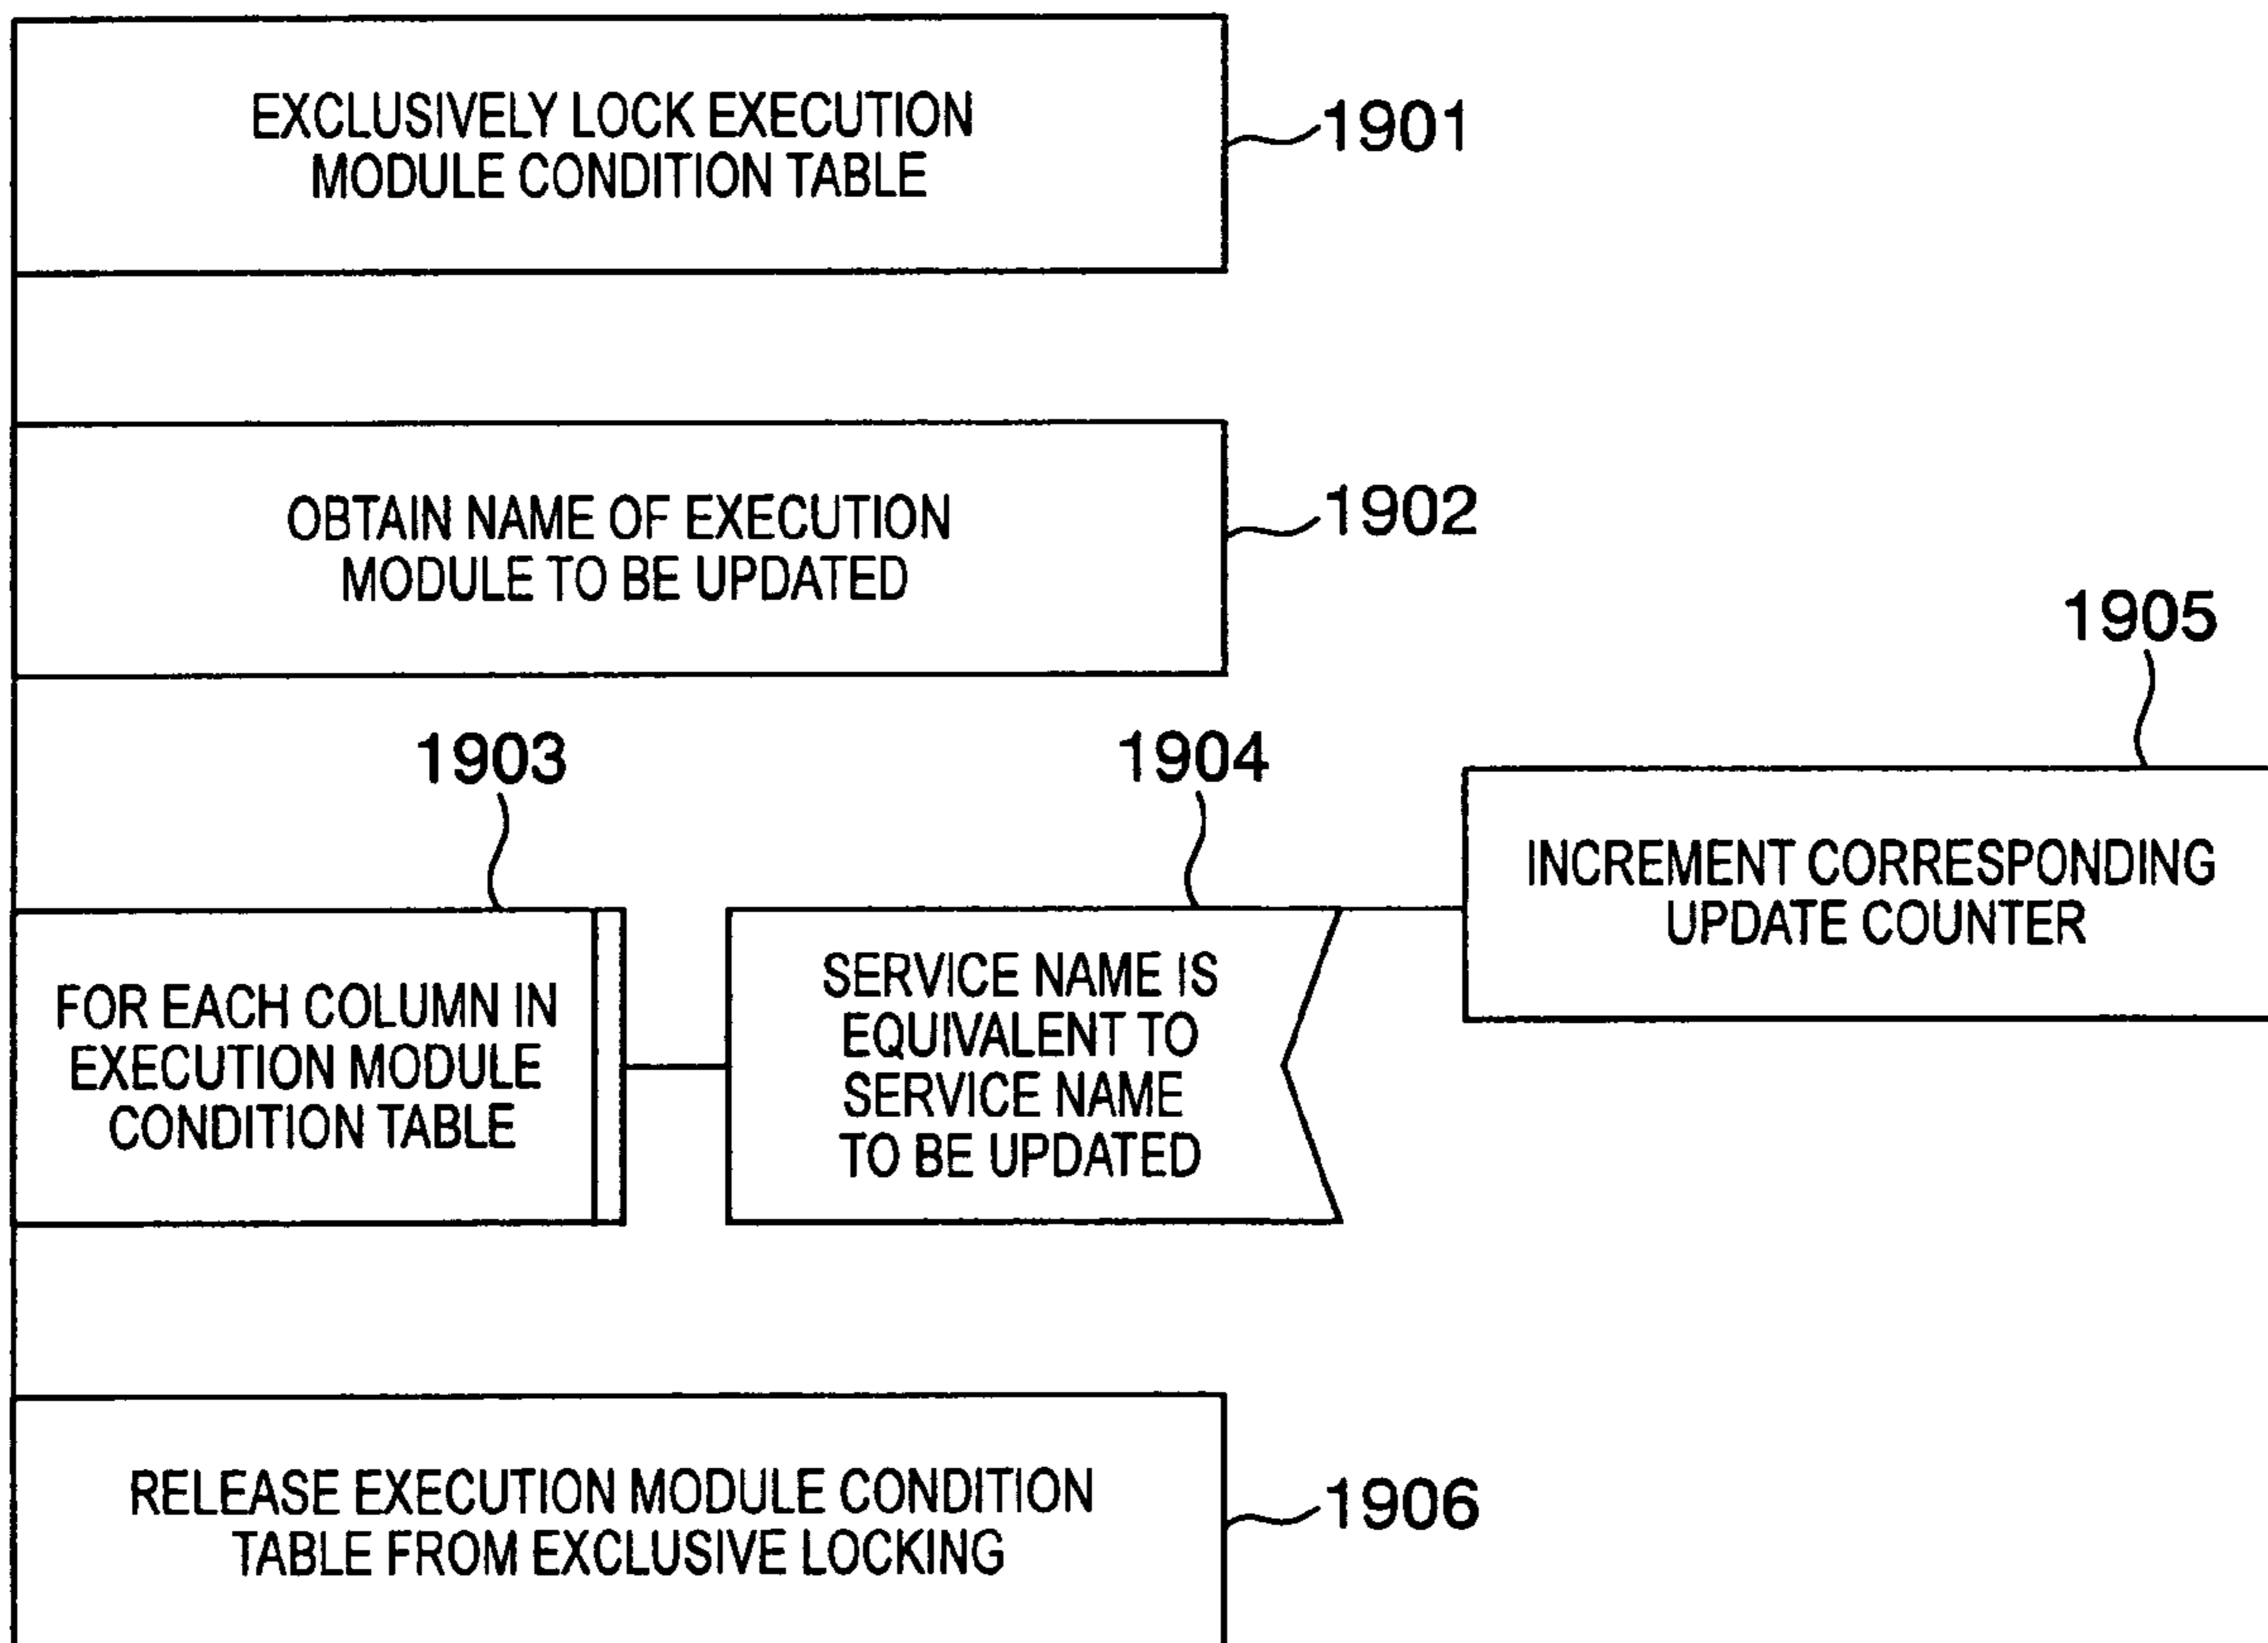 EXCLUSIVELY LOCK EXECUTION
MODULE CONDITION TABLE
1901
OBTAIN NAME OF EXECUTION
MODULE TO BE UPDATED
1902
1903
FOR EACH COLUMN IN
EXECUTION MODULE
CONDITION TABLE
1904
SERVICE NAME IS
EQUIVALENT TO
SERVICE NAME
TO BE UPDATED
1905
INCREMENT CORRESPONDING
UPDATE COUNTER
RELEASE EXECUTION MODULE CONDITION
TABLE FROM EXCLUSIVE LOCKING
1906